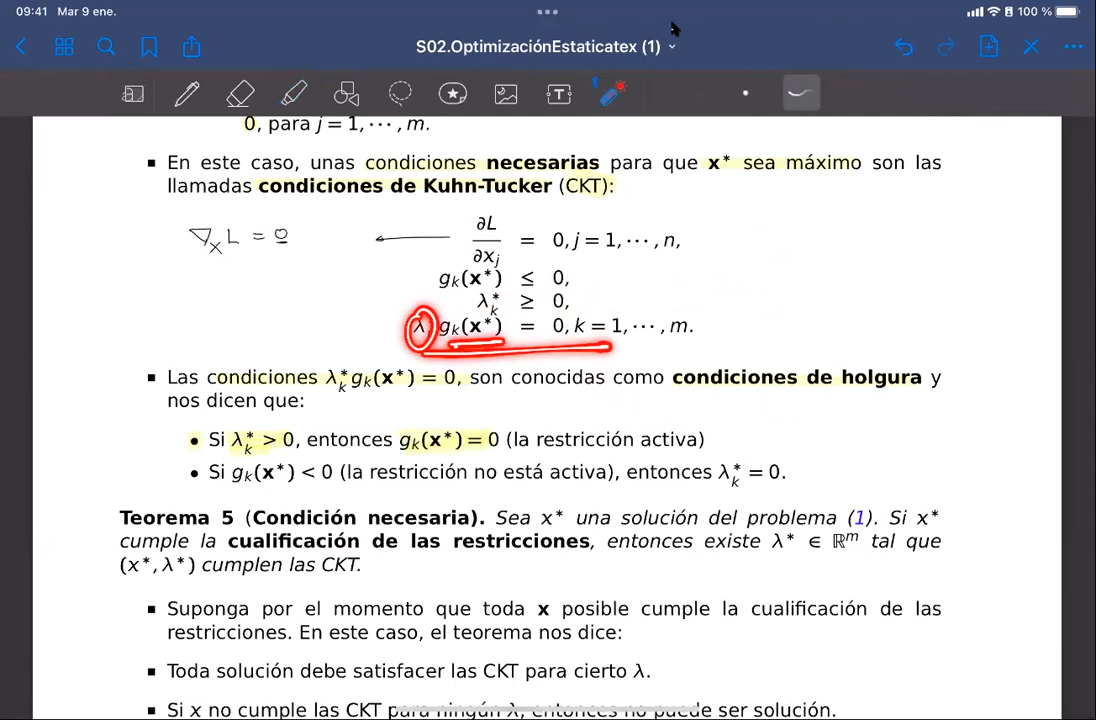 09:41 Mar 9 ene. 100 %
S02.OptimizaciónEstaticatex (1)
0, para j = 1, ⋯ , m.
▪ En este caso, unas condiciones necesarias para que x* sea máximo son las
llamadas condiciones de Kuhn-Tucker (CKT):
∇ₓ L = 0 ← ∂L/∂xⱼ = 0, j = 1, ⋯ , n,
gₖ(x*) ≤ 0,
λₖ* ≥ 0,
λ gₖ(x*) = 0, k = 1, ⋯ , m.
▪ Las condiciones λₖ* gₖ(x*) = 0, son conocidas como condiciones de holgura y
nos dicen que:
• Si λₖ* > 0, entonces gₖ(x*) = 0 (la restricción activa)
• Si gₖ(x*) < 0 (la restricción no está activa), entonces λₖ* = 0.
Teorema 5 (Condición necesaria). Sea x* una solución del problema (1). Si x*
cumple la cualificación de las restricciones, entonces existe λ* ∈ ℝᵐ tal que
(x*, λ*) cumplen las CKT.
▪ Suponga por el momento que toda x posible cumple la cualificación de las
restricciones. En este caso, el teorema nos dice:
▪ Toda solución debe satisfacer las CKT para cierto λ.
▪ Si x no cumple las CKT para ningún λ, entonces no puede ser solución.